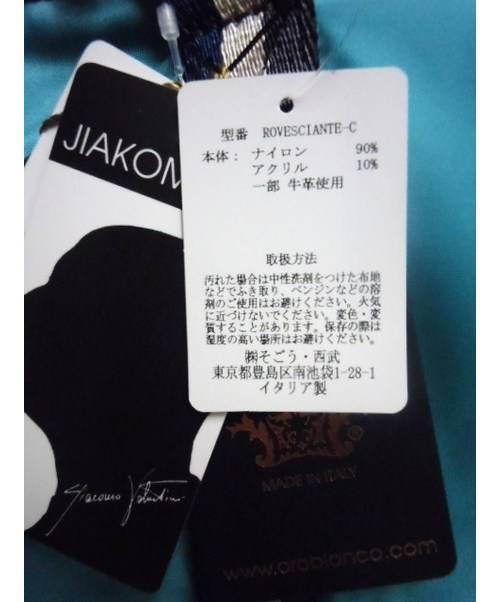 JIAKOM
型番 ROVESCIANTE-C
本体: ナイロン 90%
アクリル 10%
一部 牛革使用
取扱方法
汚れた場合は中性洗剤をつけた布地
などでふき取り、ベンジンなどの溶
剤のご使用はお避けください。火気
に近づけないでください。変色・変
質することがあります。保存の際は
湿度の高い場所はお避けください。
㈱そごう・西武
東京都豊島区南池袋1-28-1
イタリア製
Giacomo Valentini
MADE IN ITALY
www.orobianco.com